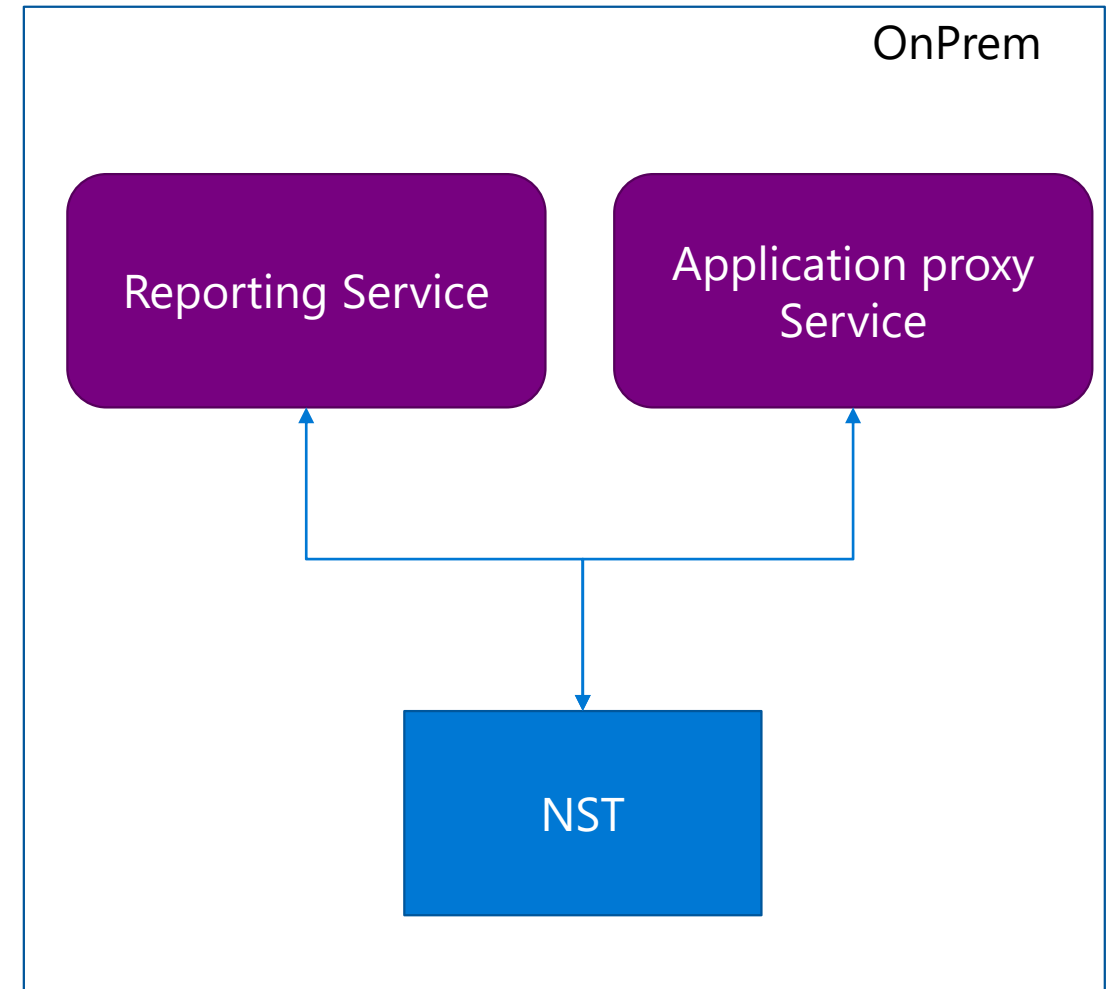 OnPrem
Reporting Service
Application proxy
Service
NST